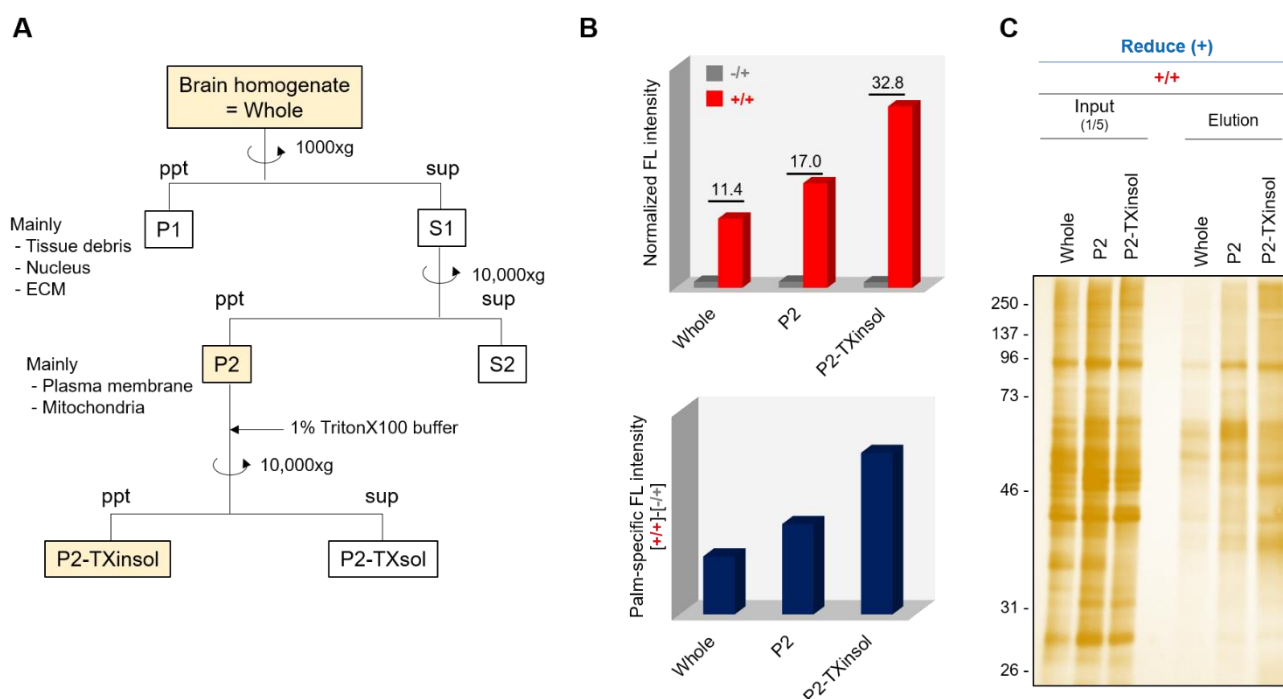 A
Brain homogenate
= Whole
1000xg
ppt
sup
Mainly
- Tissue debris
- Nucleus
- ECM
P1
S1
10,000xg
ppt
sup
Mainly
- Plasma membrane
- Mitochondria
P2
S2
1% TritonX100 buffer
10,000xg
ppt
sup
P2-TXinsol
P2-TXsol
B
Normalized FL intensity
-/+
+/+
11.4
17.0
32.8
Whole
P2
P2-TXinsol
Palm-specific FL intensity
[+/+]-[-/+]
Whole
P2
P2-TXinsol
C
Reduce (+)
+/+
Input
(1/5)
Elution
Whole
P2
P2-TXinsol
Whole
P2
P2-TXinsol
250 -
137 -
96 -
73 -
46 -
31 -
26 -